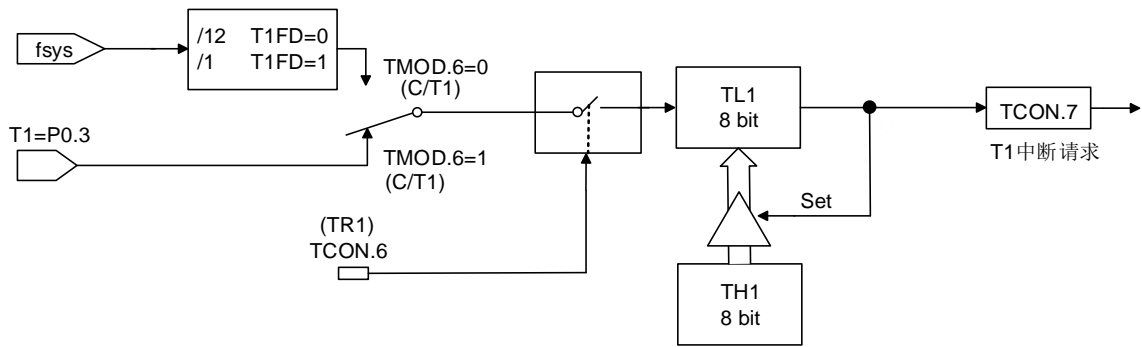 fsys
/12 T1FD=0
/1 T1FD=1
TMOD.6=0
(C/T1)
T1=P0.3
TMOD.6=1
(C/T1)
(TR1)
TCON.6
TL1
8 bit
Set
TH1
8 bit
TCON.7
T1中断请求